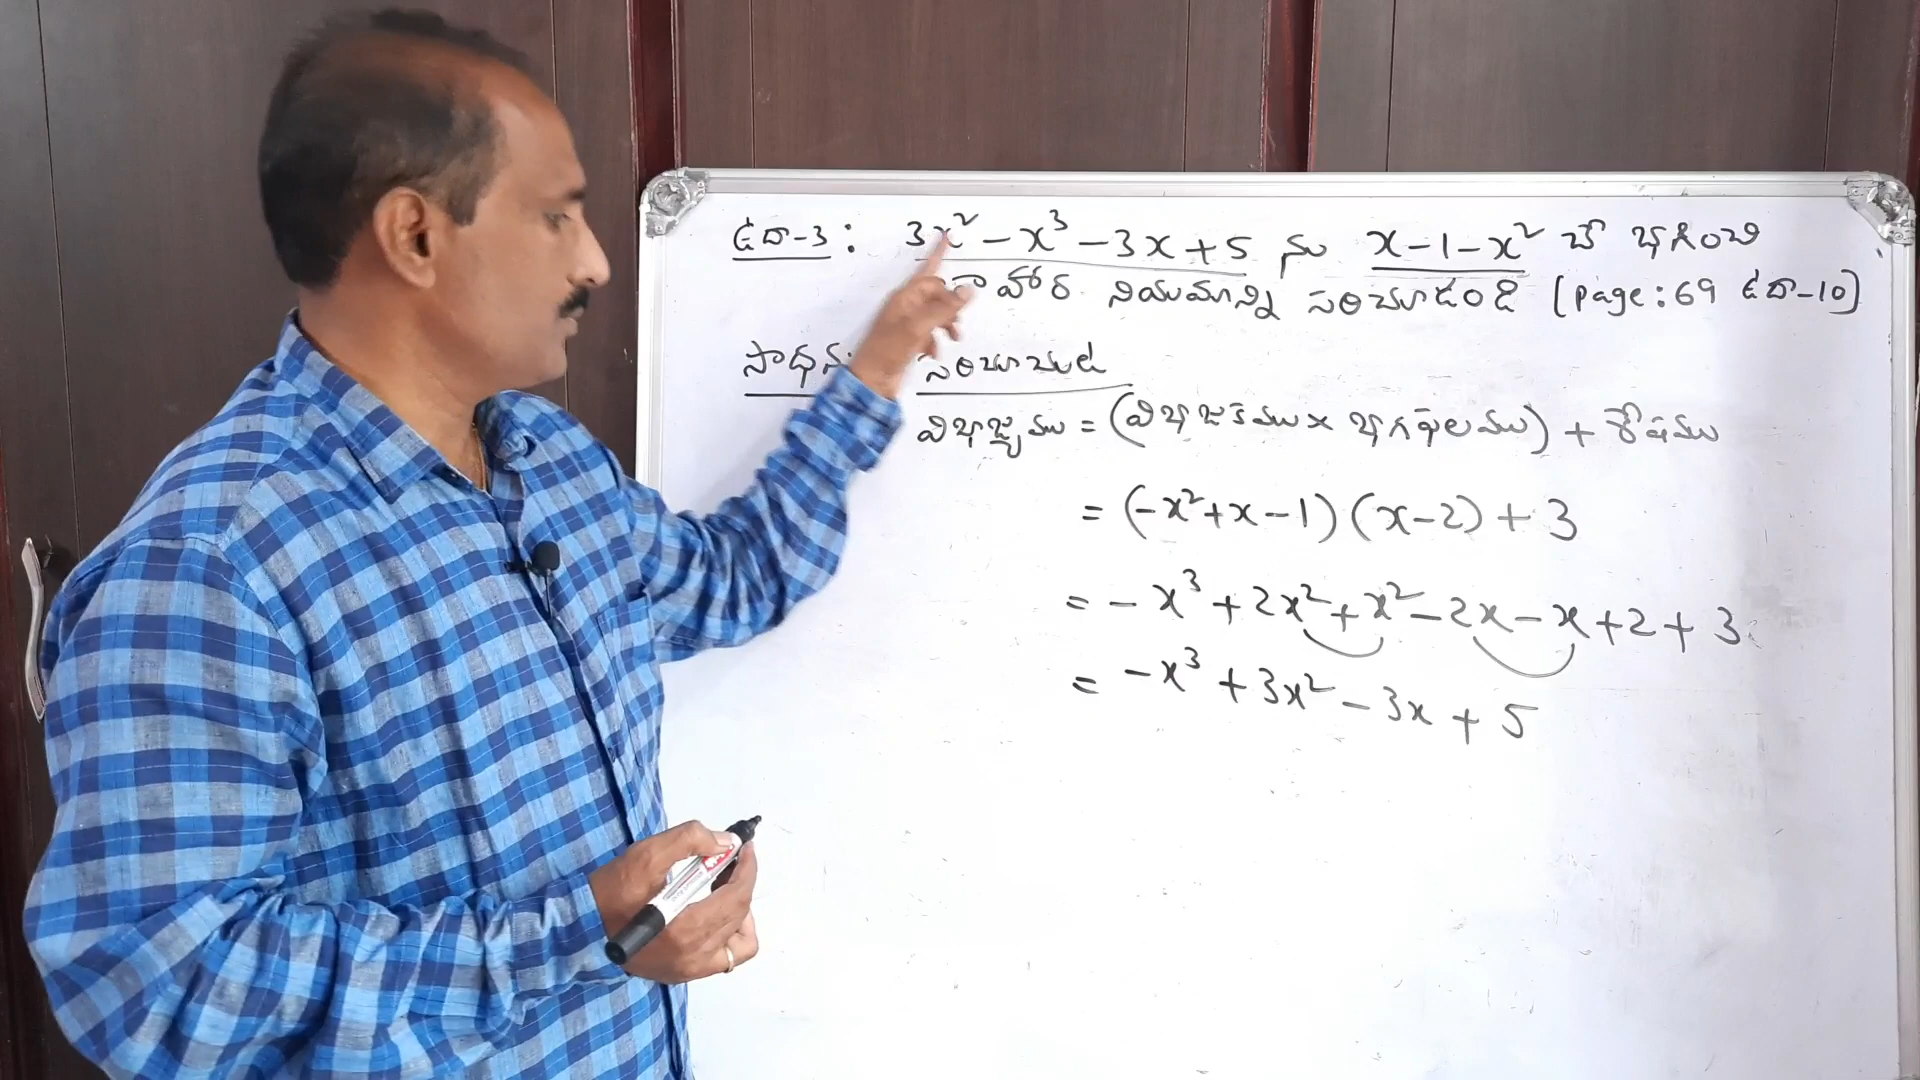 ఉదా-3: 3x² - x³ - 3x + 5 ను x - 1 - x² చే భాగించి
నియమాన్ని సరిచూడండి [page: 69 ఉదా-10]
సాధన: సరిచూచుట
విభాజ్యము = (విభాజకము × భాగఫలము) + శేషము
= (-x² + x - 1) (x - 2) + 3
= - x³ + 2x² + x² - 2x - x + 2 + 3
= -x³ + 3x² - 3x + 5